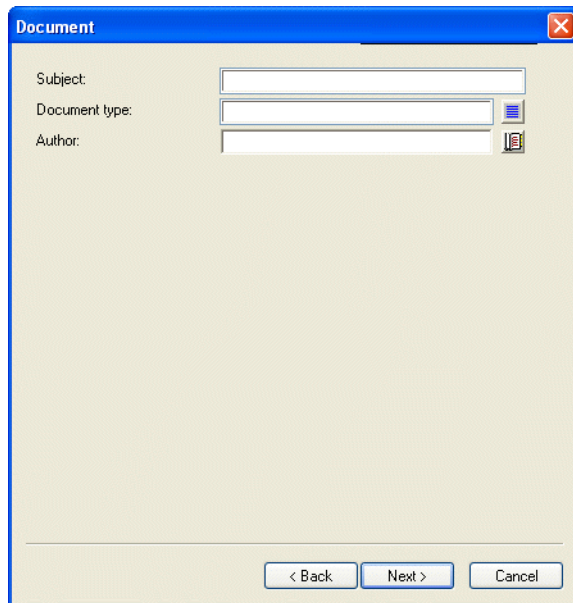 Document
Subject:
Document type:
Author:
< Back Next > Cancel